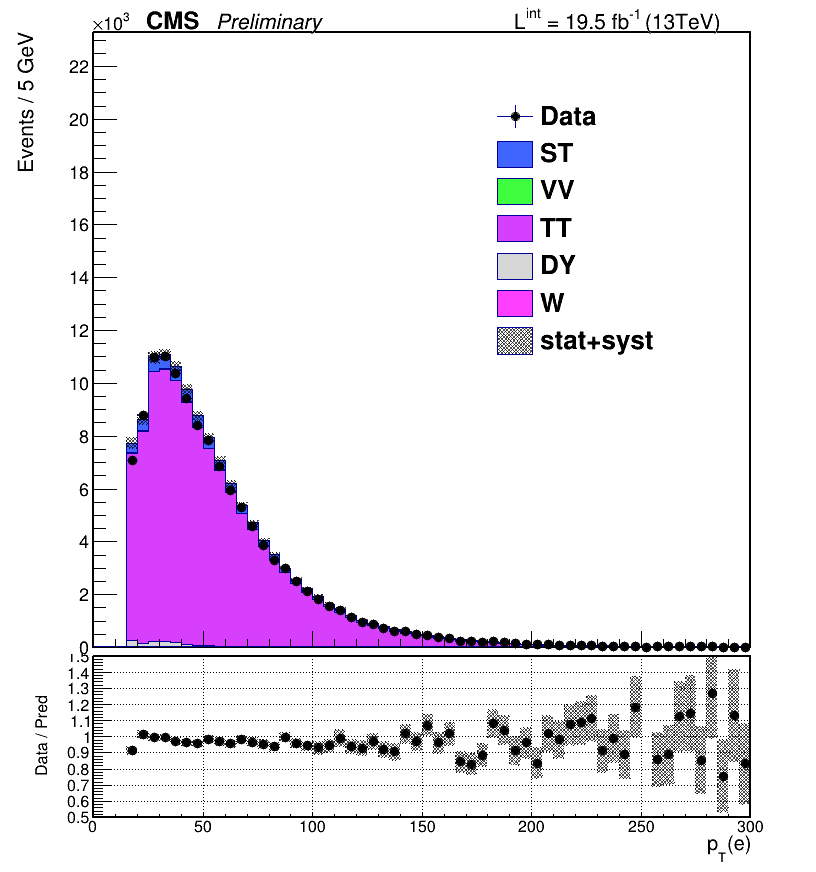 ×10³ CMS Preliminary L^int = 19.5 fb⁻¹ (13TeV)
Events / 5 GeV
22
20
18
16
14
12
10
8
6
4
2
0
Data
ST
VV
TT
DY
W
stat+syst
Data / Pred
1.5
1.4
1.3
1.2
1.1
1
0.9
0.8
0.7
0.6
0.5
0 50 100 150 200 250 300
p_T(e)